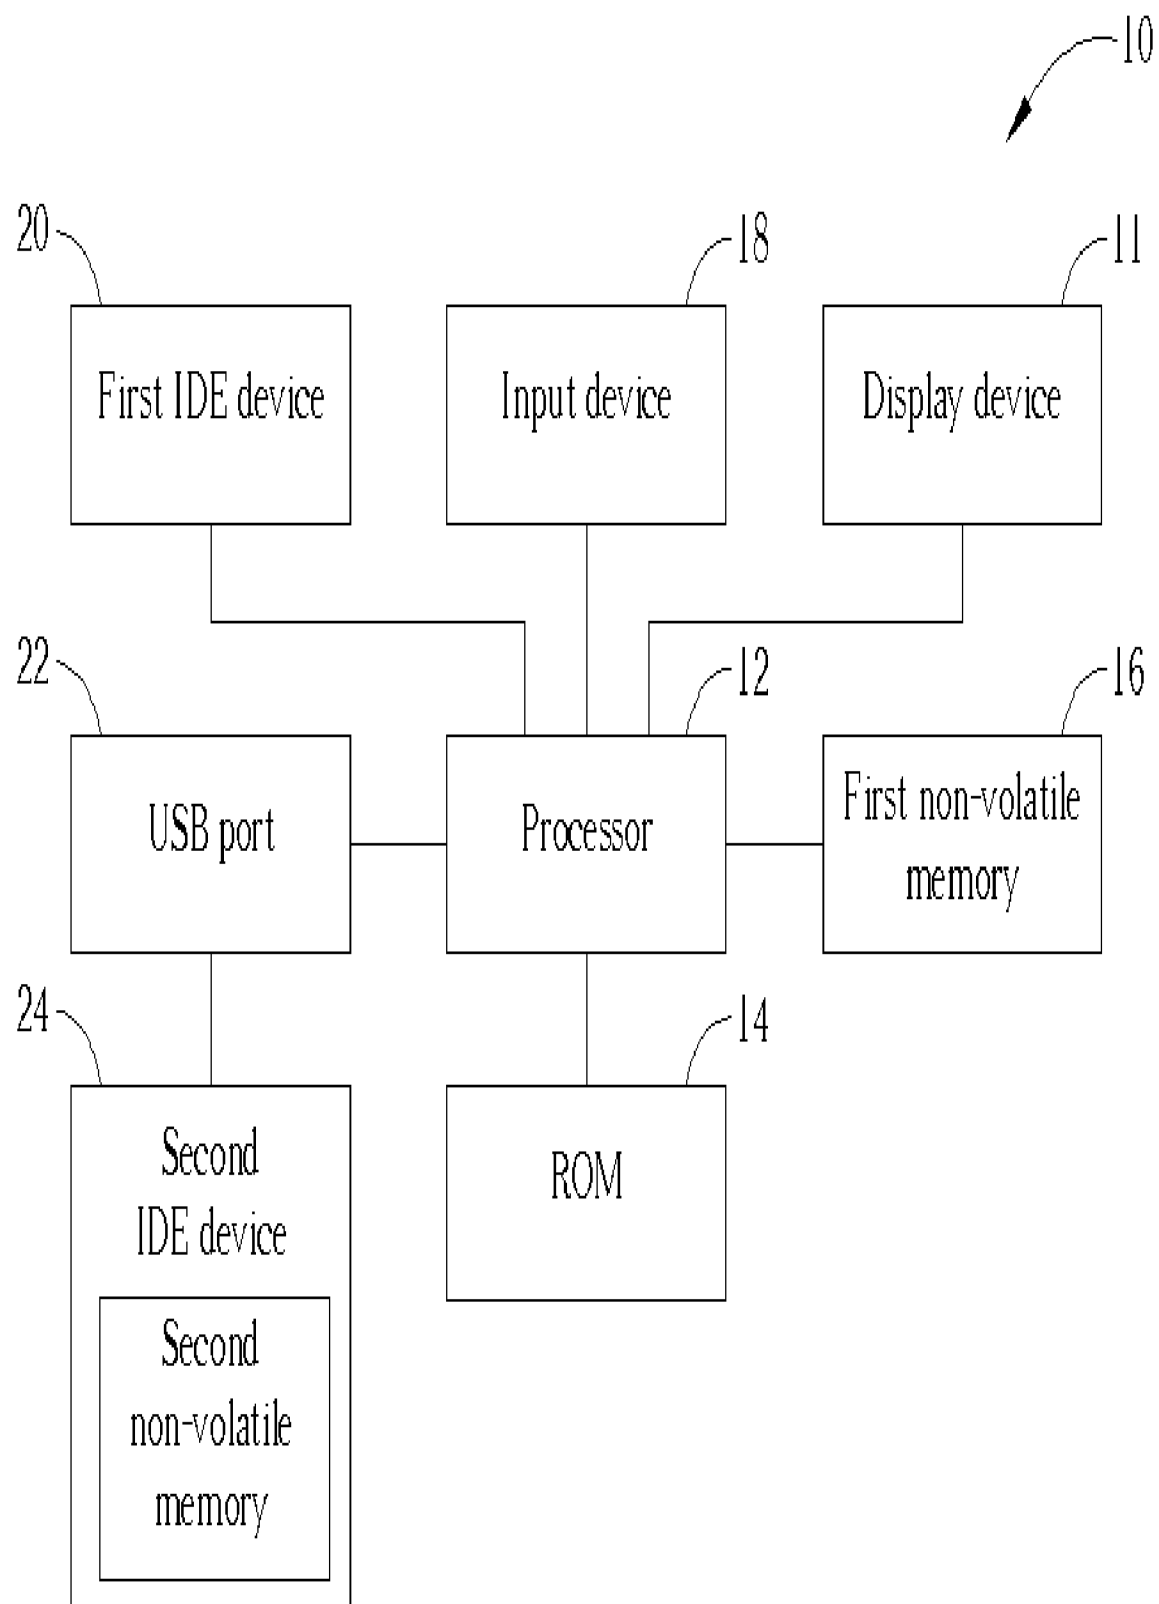 10
20
18
11
First IDE device
Input device
Display device
22
12
16
USB port
Processor
First non-volatile
memory
24
14
Second
IDE device
ROM
Second
non-volatile
memory